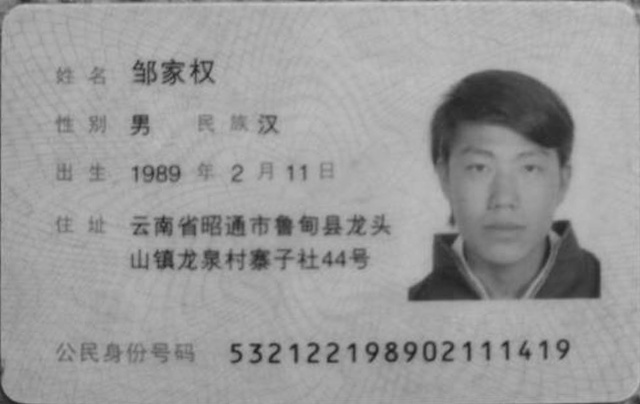 姓名 邹家权
性别 男 民族 汉
出生 1989 年 2 月 11 日
住址 云南省昭通市鲁甸县龙头
山镇龙泉村寨子社44号
公民身份号码 532122198902111419